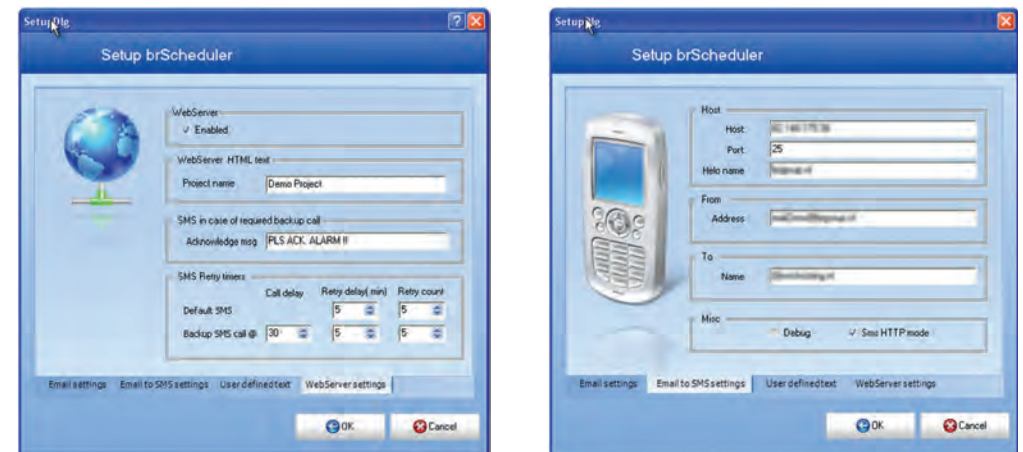 SetupDlg
Setup brScheduler
WebServer
Enabled
WebServer HTML text
Project name Demo Project
SMS in case of required backup call
Acknowledge msg PLS ACK. ALARM !!
SMS Retry timers
Call delay Retry delay( min) Retry count
Default SMS 5 5
Backup SMS call @ 30 5 5
Email settings Email to SMS settings User defined text WebServer settings
OK Cancel
SetupDlg
Setup brScheduler
Host
Host
Port 25
Helo name
From
Address
To
Name
Misc
Debug Sms HTTP mode
Email settings Email to SMS settings User defined text WebServer settings
OK Cancel